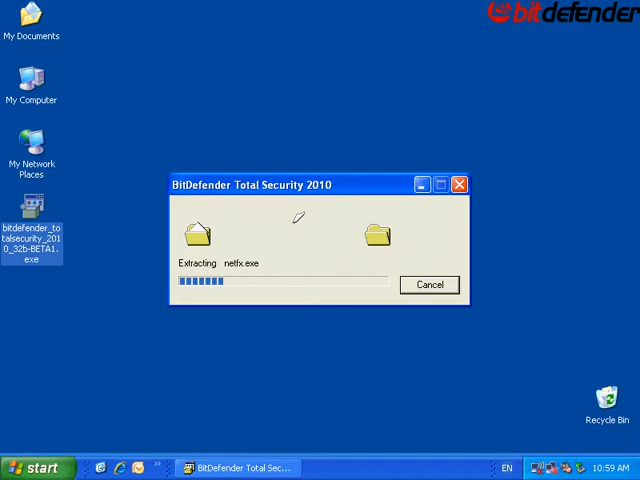 bitdefender
My Documents
My Computer
My Network
Places
bitdefender_to
talsecurity_201
0_32b-BETA1.
exe
BitDefender Total Security 2010
Extracting netfx.exe
Cancel
Recycle Bin
start
»
BitDefender Total Sec...
EN
10:59 AM